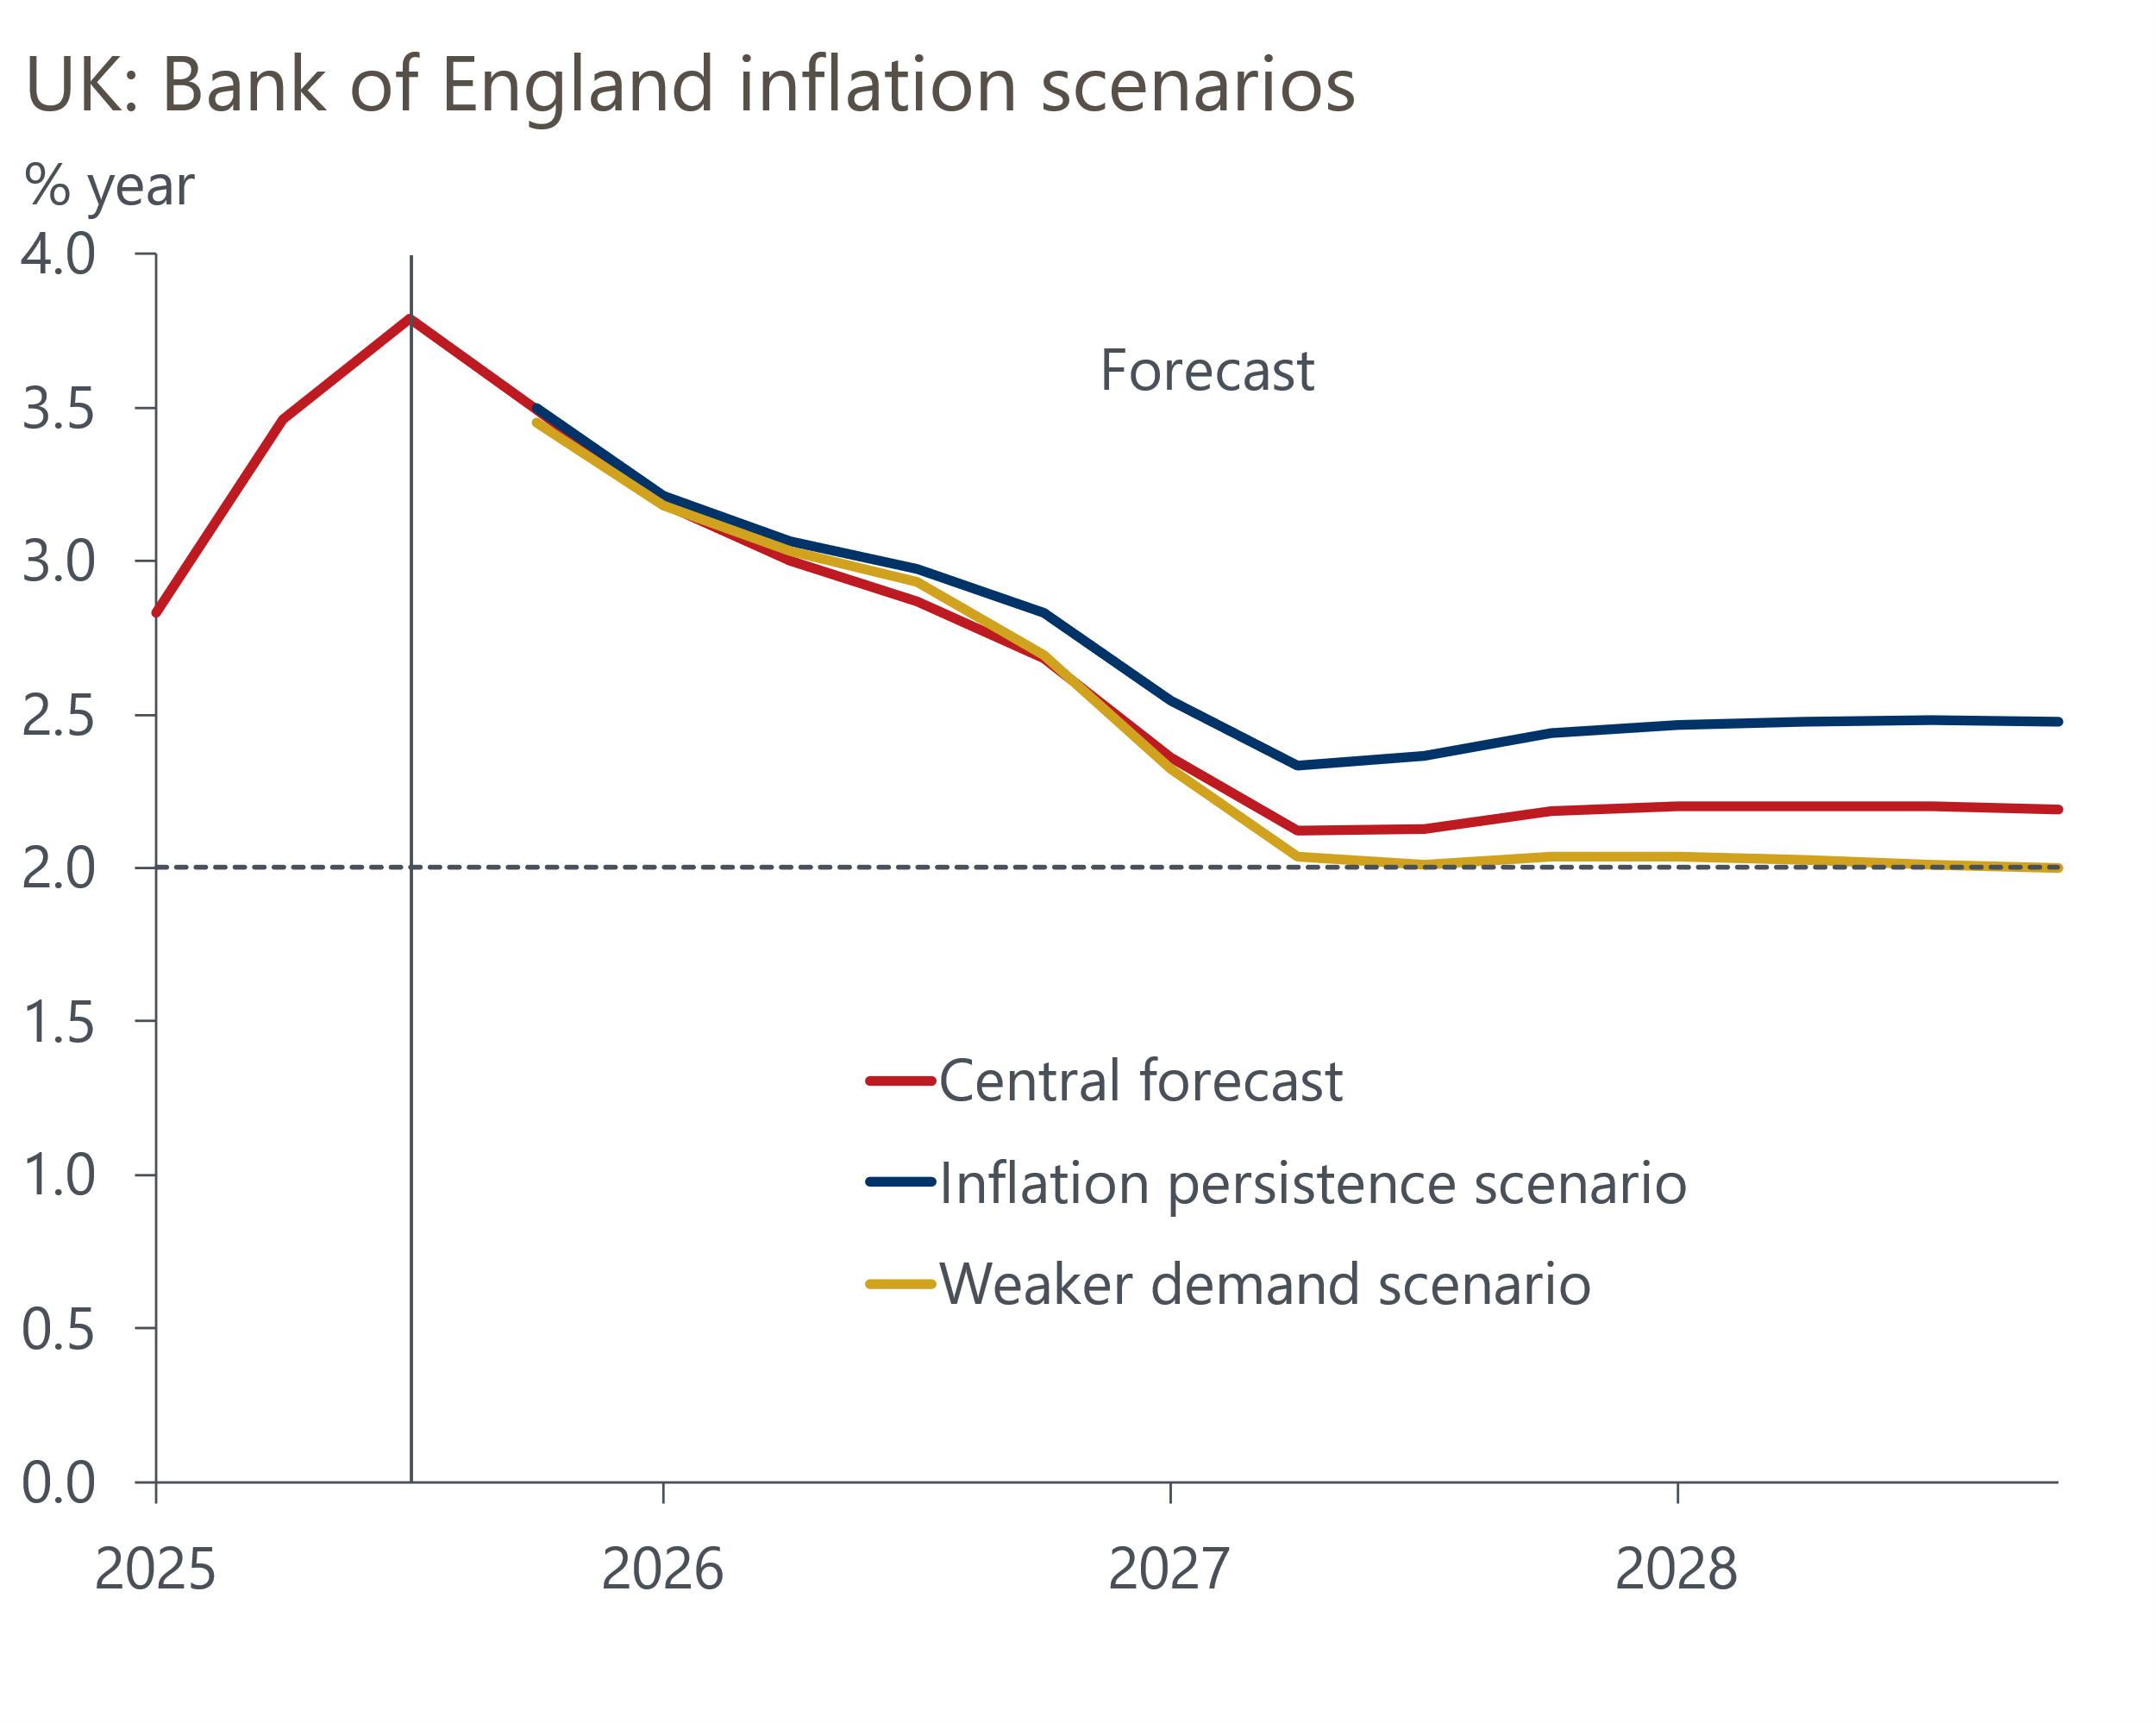 UK: Bank of England inflation scenarios
% year
4.0
Forecast
3.5
3.0
2.5
2.0
1.5
Central forecast
1.0
Inflation persistence scenario
Weaker demand scenario
0.5
0.0
2025 2026 2027 2028